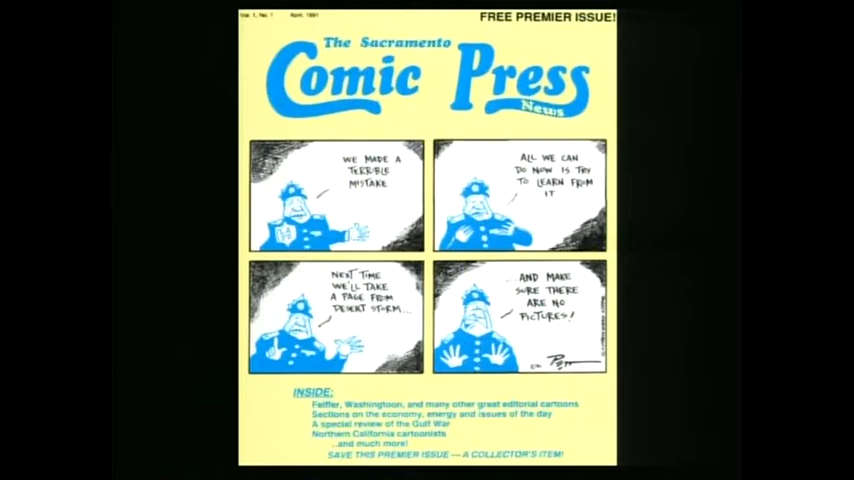 Vol. 1, No. 1 April, 1991 FREE PREMIER ISSUE!
The Sacramento
Comic Press
News
WE MADE A
TERRIBLE
MISTAKE
ALL WE CAN
DO NOW IS TRY
TO LEARN FROM
IT
NEXT TIME
WE'LL TAKE
A PAGE FROM
DESERT STORM...
...AND MAKE
SURE THERE
ARE NO
PICTURES!
INSIDE:
Feiffer, Washingtoon, and many other great editorial cartoons
Sections on the economy, energy and issues of the day
A special review of the Gulf War
Northern California cartoonists
...and much more!
SAVE THIS PREMIER ISSUE — A COLLECTOR'S ITEM!